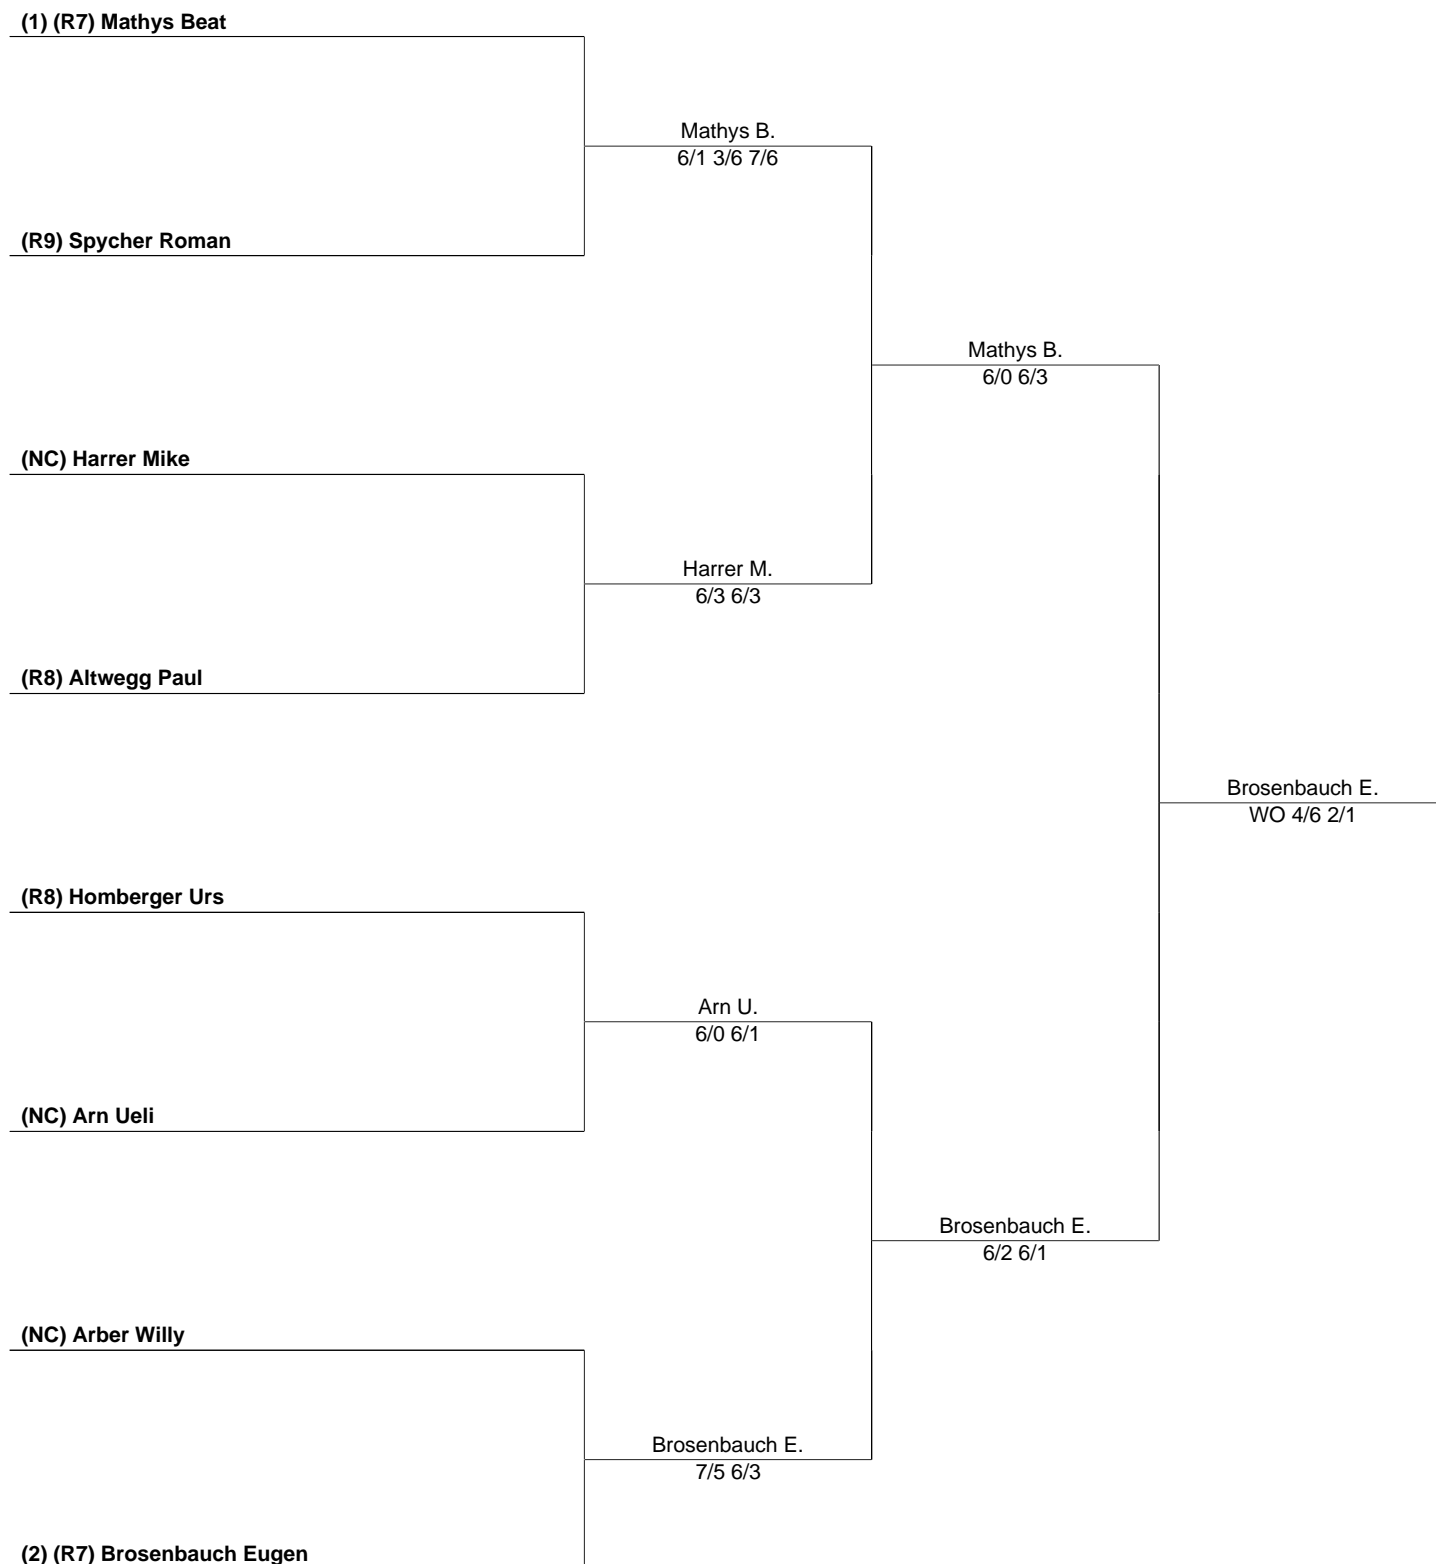 (1) (R7) Mathys Beat
Mathys B.
6/1 3/6 7/6
(R9) Spycher Roman
Mathys B.
6/0 6/3
(NC) Harrer Mike
Harrer M.
6/3 6/3
(R8) Altwegg Paul
Brosenbauch E.
WO 4/6 2/1
(R8) Homberger Urs
Arn U.
6/0 6/1
(NC) Arn Ueli
Brosenbauch E.
6/2 6/1
(NC) Arber Willy
Brosenbauch E.
7/5 6/3
(2) (R7) Brosenbauch Eugen